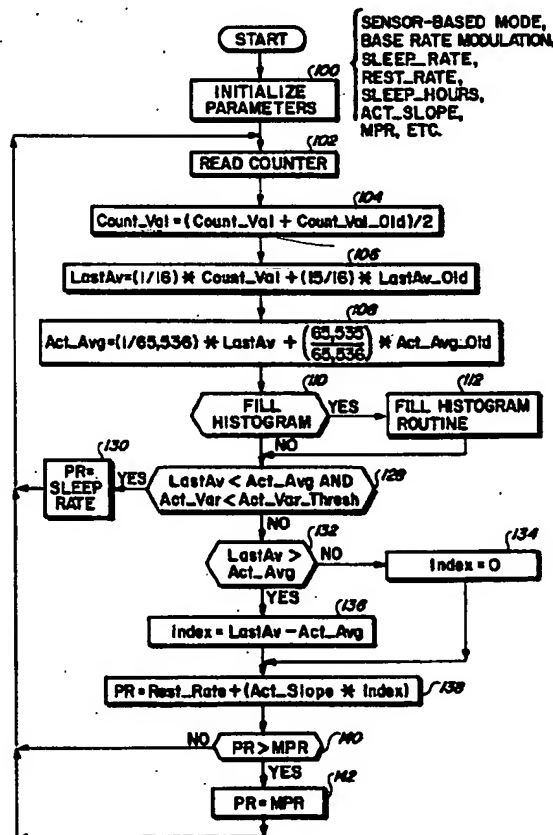 START
SENSOR-BASED MODE,
BASE RATE MODULATION,
SLEEP_RATE,
REST_RATE,
SLEEP_HOURS,
ACT_SLOPE,
MPR, ETC.
100
INITIALIZE
PARAMETERS
102
READ COUNTER
104
Count_Val=(Count_Val + Count_Val_Old)/2
106
LastAv=(1/16) * Count_Val + (15/16) * LastAv_Old
108
Act_Avg=(1/65,536) * LastAv + (65,535/65,536) * Act_Avg_Old
110
FILL
HISTOGRAM
YES
112
FILL HISTOGRAM
ROUTINE
NO
130
PR=
SLEEP
RATE
YES
128
LastAv < Act_Avg AND
Act_Var < Act_Var_Thresh
NO
132
LastAv >
Act_Avg
NO
134
Index = 0
YES
136
Index = LastAv – Act_Avg
PR = Rest_Rate + (Act_Slope * Index)
138
NO
PR > MPR
140
YES
142
PR = MPR